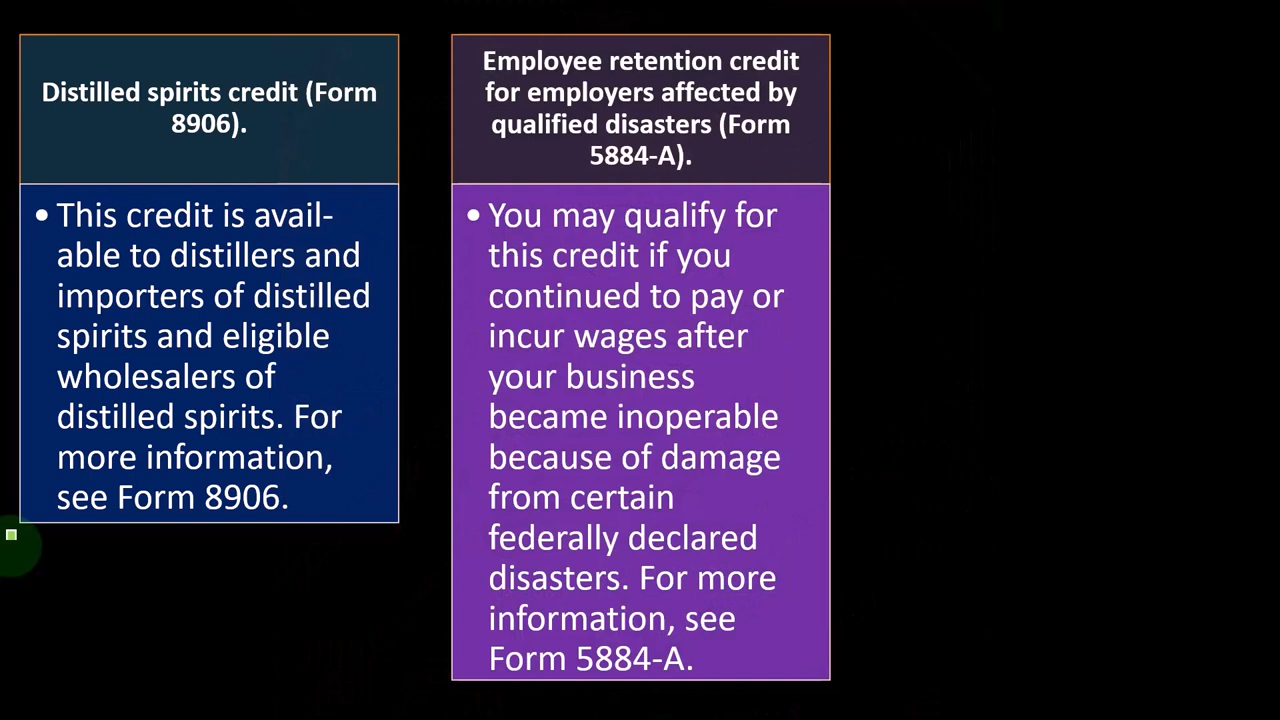 Distilled spirits credit (Form
8906).
• This credit is avail-
able to distillers and
importers of distilled
spirits and eligible
wholesalers of
distilled spirits. For
more information,
see Form 8906.
Employee retention credit
for employers affected by
qualified disasters (Form
5884-A).
• You may qualify for
this credit if you
continued to pay or
incur wages after
your business
became inoperable
because of damage
from certain
federally declared
disasters. For more
information, see
Form 5884-A.